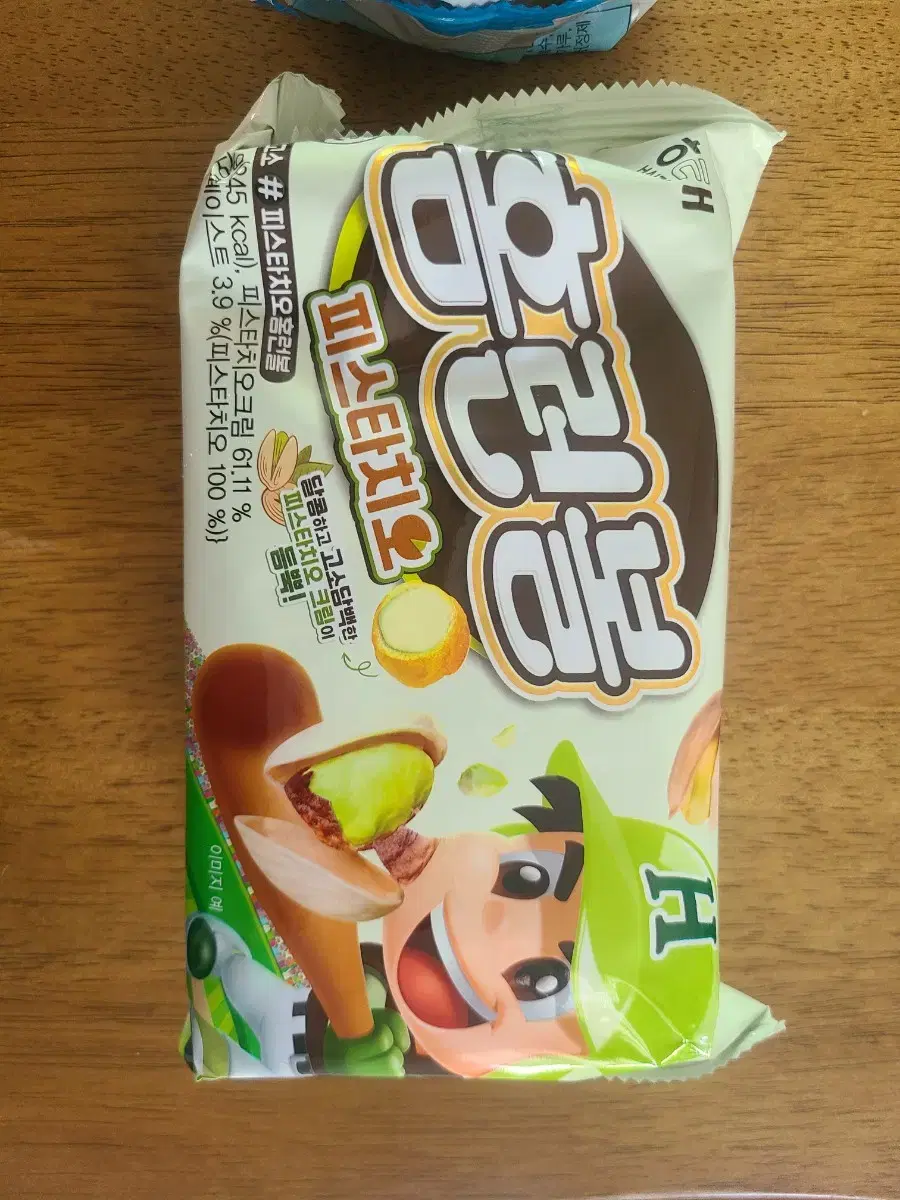 해태
홈런볼
피스타치오
# 피스타치오홈런볼
245 kcal), 피스타치오크림 61.11 %
페이스트 3.9 %(피스타치오 100 %)}
달콤하고 고소담백한
피스타치오 크림이
듬뿍!
H
이미지 예